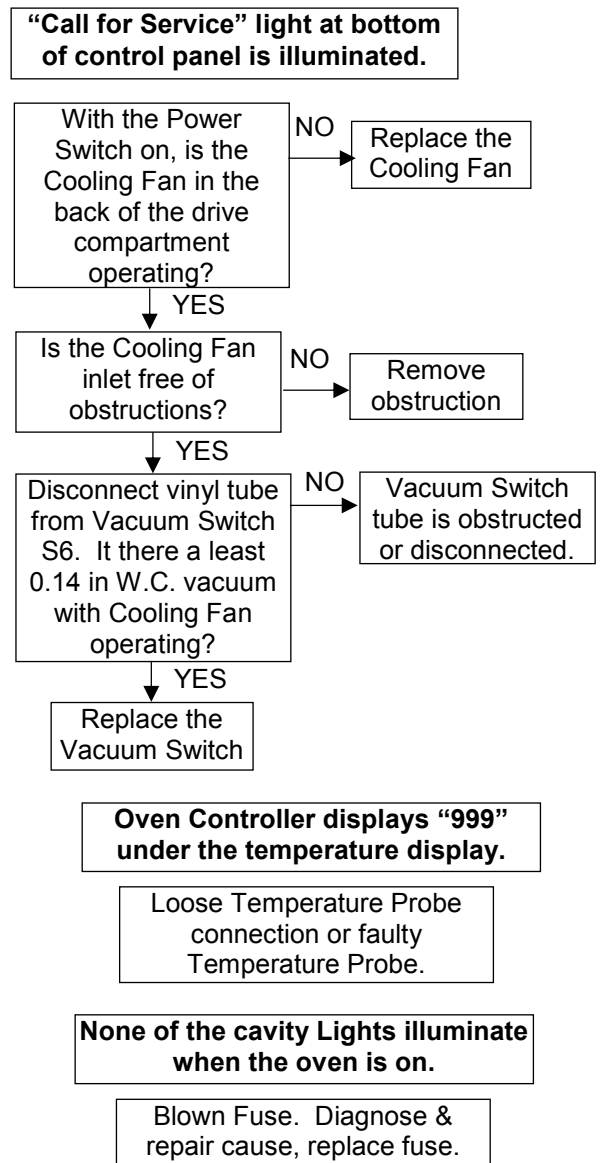 “Call for Service” light at bottom
of control panel is illuminated.
With the Power
Switch on, is the
Cooling Fan in the
back of the drive
compartment
operating?
NO
Replace the
Cooling Fan
YES
Is the Cooling Fan
inlet free of
obstructions?
NO
Remove
obstruction
YES
Disconnect vinyl tube
from Vacuum Switch
S6.  It there a least
0.14 in W.C. vacuum
with Cooling Fan
operating?
NO
Vacuum Switch
tube is obstructed
or disconnected.
YES
Replace the
Vacuum Switch
Oven Controller displays “999”
under the temperature display.
Loose Temperature Probe
connection or faulty
Temperature Probe.
None of the cavity Lights illuminate
when the oven is on.
Blown Fuse.  Diagnose &
repair cause, replace fuse.